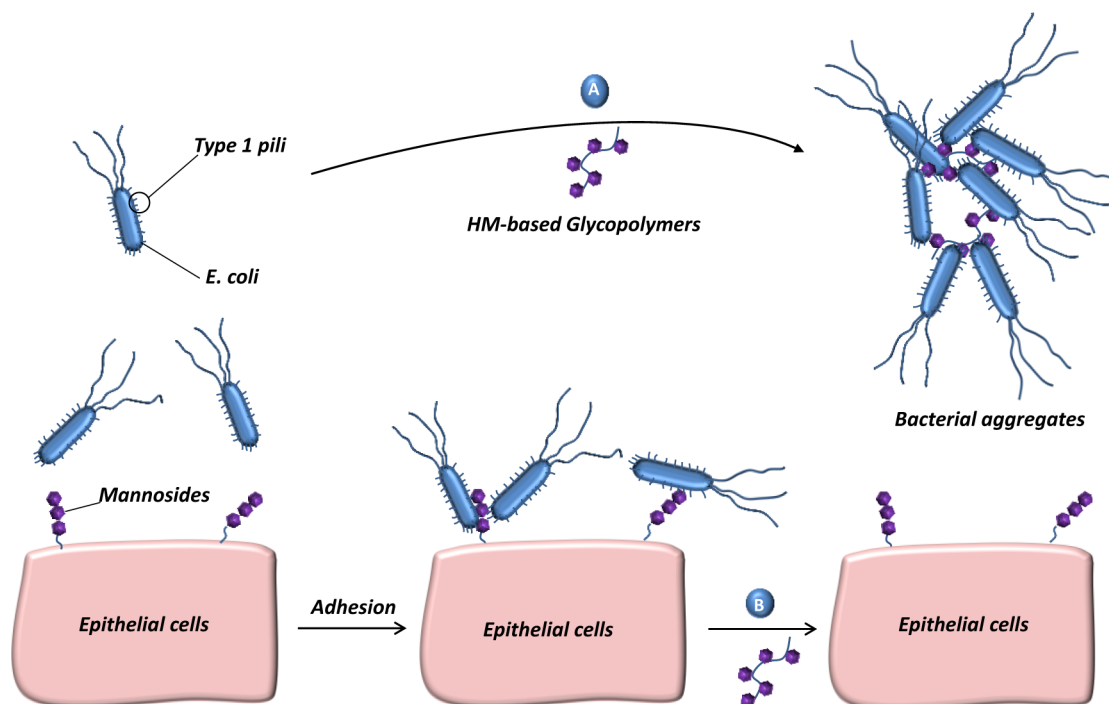 A
Type 1 pili
HM-based Glycopolymers
E. coli
Bacterial aggregates
Mannosides
Epithelial cells
Adhesion
Epithelial cells
B
Epithelial cells